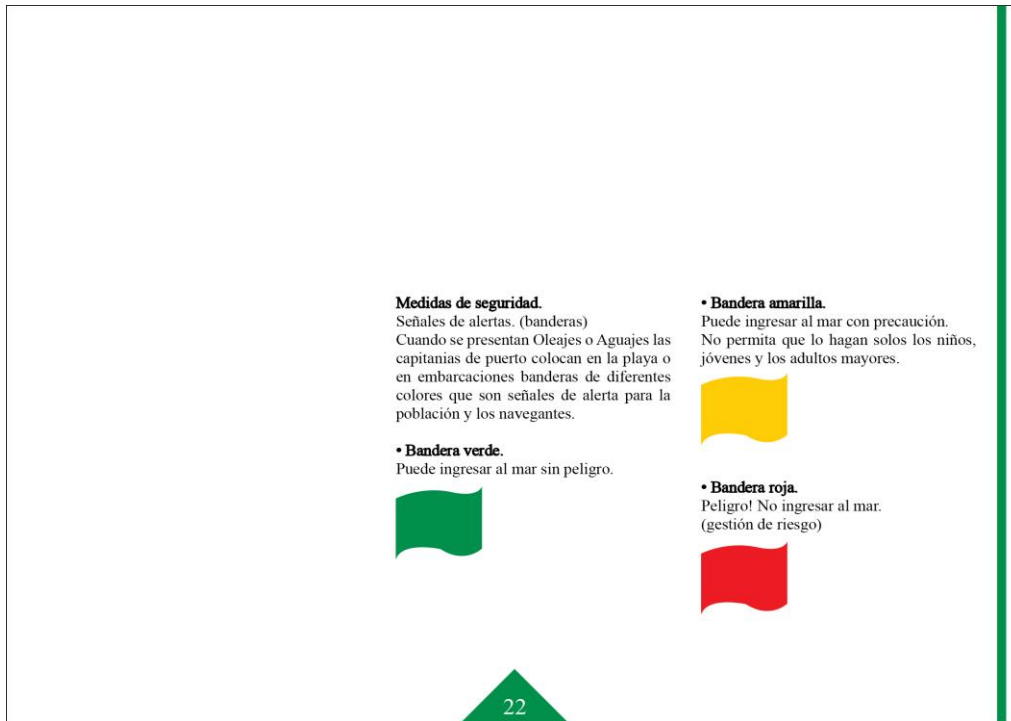 Medidas de seguridad.
Señales de alertas. (banderas)
Cuando se presentan Oleajes o Aguajes las
capitanias de puerto colocan en la playa o
en embarcaciones banderas de diferentes
colores que son señales de alerta para la
población y los navegantes.
• Bandera verde.
Puede ingresar al mar sin peligro.
• Bandera amarilla.
Puede ingresar al mar con precaución.
No permita que lo hagan solos los niños,
jóvenes y los adultos mayores.
• Bandera roja.
Peligro! No ingresar al mar.
(gestión de riesgo)
22